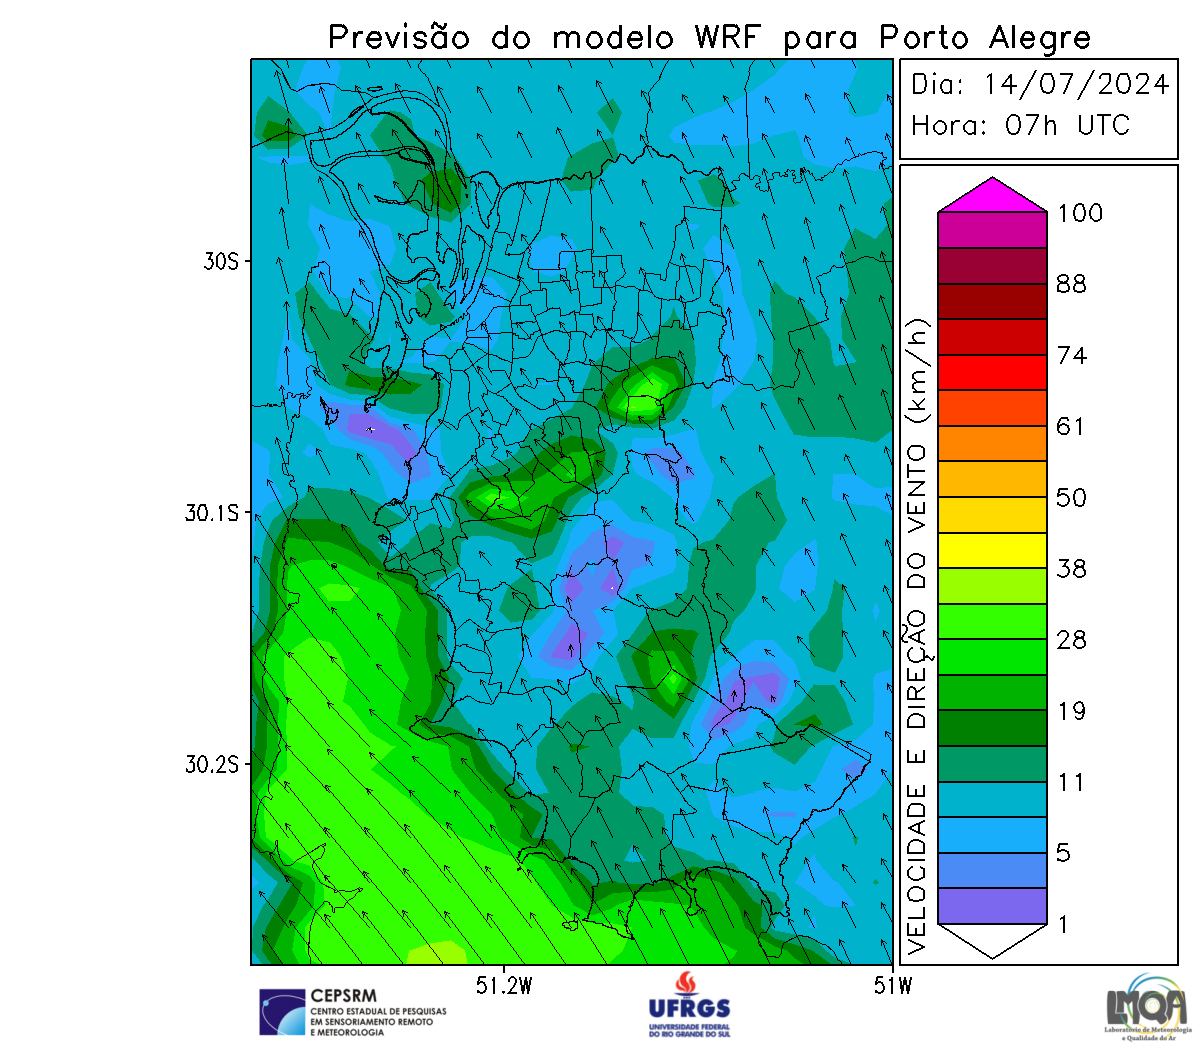 Previsão do modelo WRF para Porto Alegre
Dia: 14/07/2024
Hora: 07h UTC
30S
30.1S
30.2S
51.2W
51W
VELOCIDADE E DIREÇÃO DO VENTO (km/h)
100
88
74
61
50
38
28
19
11
5
1
CEPSRM
CENTRO ESTADUAL DE PESQUISAS
EM SENSORIAMENTO REMOTO
E METEOROLOGIA
UFRGS
UNIVERSIDADE FEDERAL
DO RIO GRANDE DO SUL
LMQA
Laboratório de Meteorologia
e Qualidade do Ar